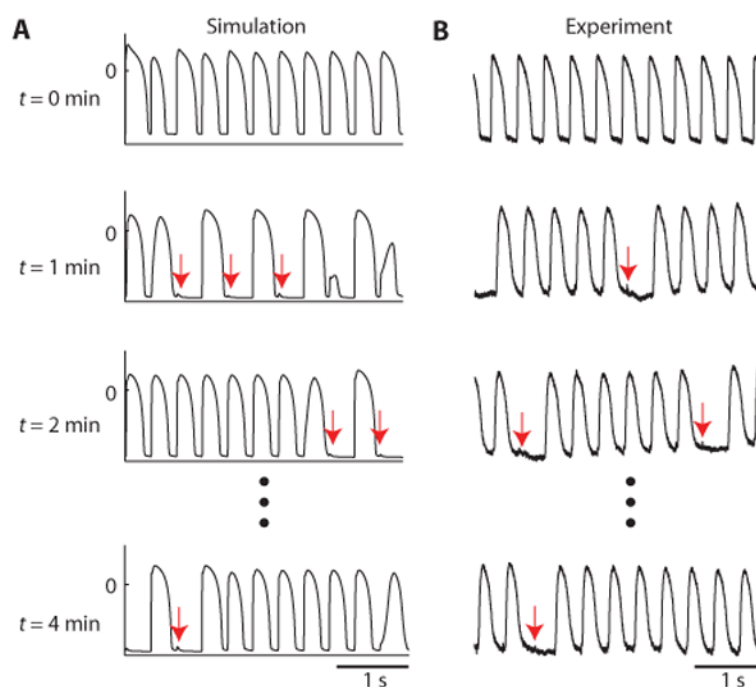 A Simulation B Experiment
0
t = 0 min
0
t = 1 min
0
t = 2 min
0
t = 4 min
1 s 1 s